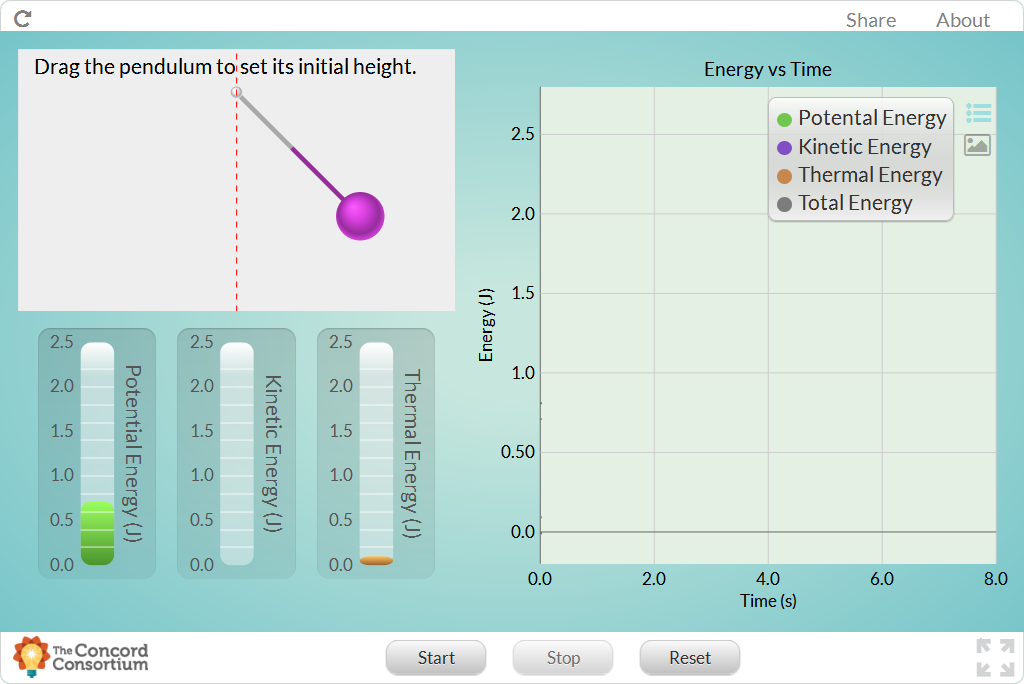 Share About
Drag the pendulum to set its initial height.
Energy vs Time
Potental Energy
Kinetic Energy
Thermal Energy
Total Energy
2.5
2.0
1.5
1.0
0.50
0.0
Energy (J)
0.0 2.0 4.0 6.0 8.0
Time (s)
2.5
2.0
1.5
1.0
0.5
0.0
Potential Energy (J)
2.5
2.0
1.5
1.0
0.5
0.0
Kinetic Energy (J)
2.5
2.0
1.5
1.0
0.5
0.0
Thermal Energy (J)
The Concord
Consortium
Start Stop Reset